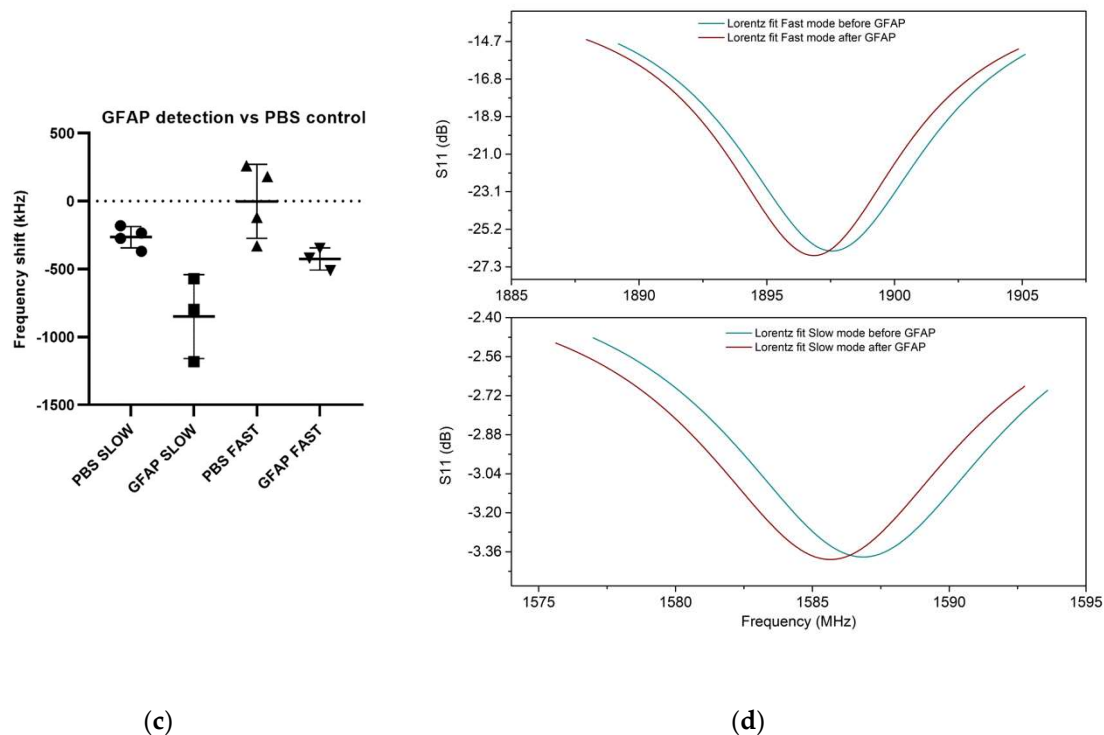 GFAP detection vs PBS control
Frequency shift (kHz)
500
0
-500
-1000
-1500
PBS SLOW
GFAP SLOW
PBS FAST
GFAP FAST
(c)
Lorentz fit Fast mode before GFAP
Lorentz fit Fast mode after GFAP
S11 (dB)
-14.7
-16.8
-18.9
-21.0
-23.1
-25.2
-27.3
1885 1890 1895 1900 1905
Lorentz fit Slow mode before GFAP
Lorentz fit Slow mode after GFAP
S11 (dB)
-2.40
-2.56
-2.72
-2.88
-3.04
-3.20
-3.36
1575 1580 1585 1590 1595
Frequency (MHz)
(d)